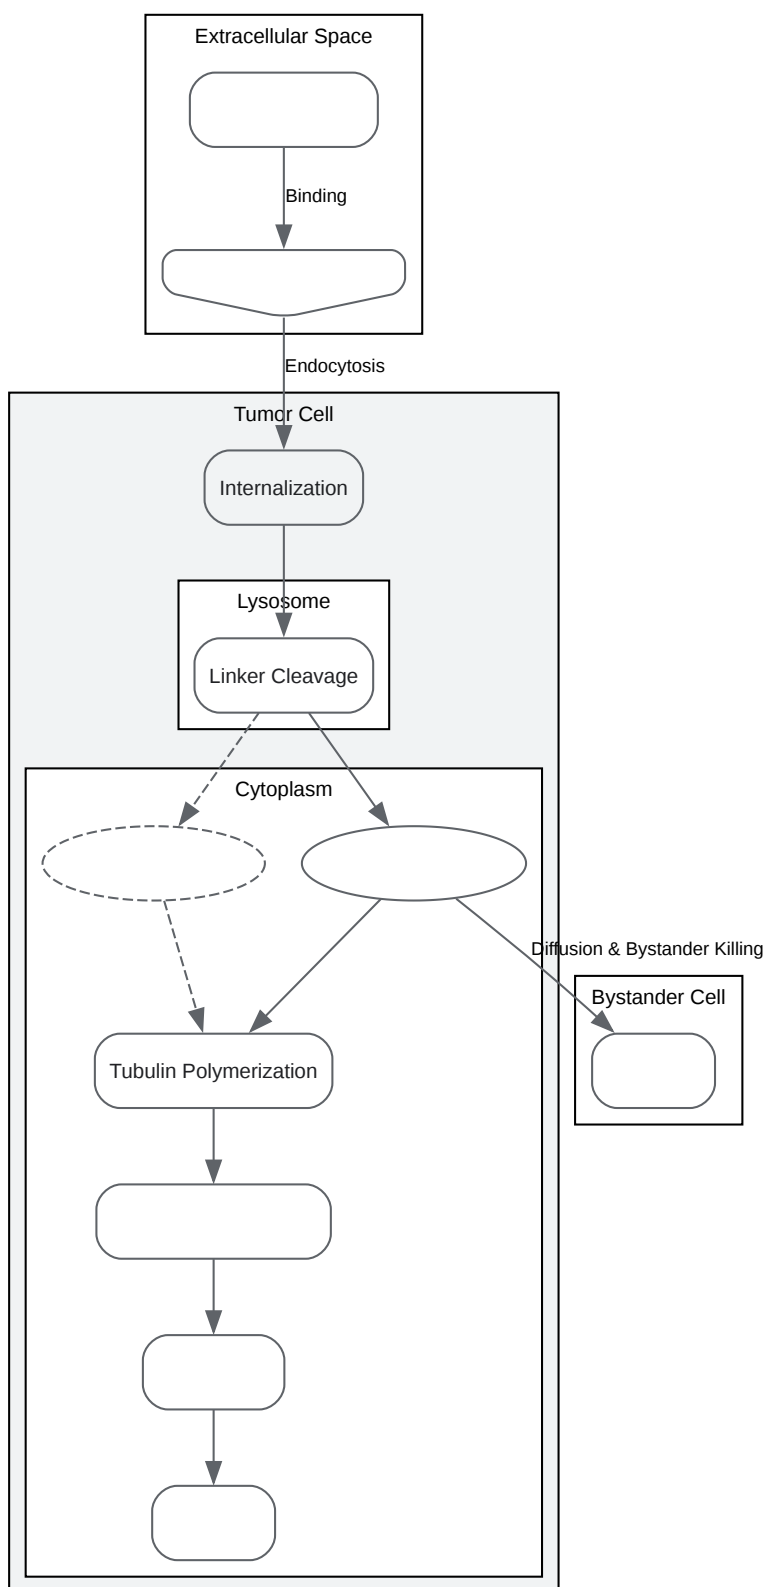 Extracellular Space
Binding
Endocytosis
Tumor Cell
Internalization
Lysosome
Linker Cleavage
Cytoplasm
Diffusion & Bystander Killing
Bystander Cell
Tubulin Polymerization